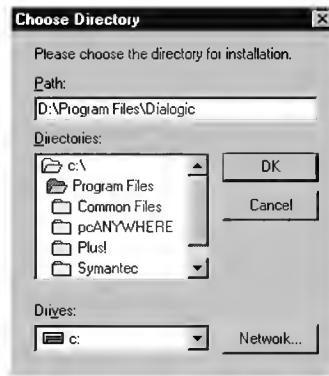 Choose Directory
Please choose the directory for installation.
Path:
D:\Program Files\Dialogic
Directories:
c:\
Program Files
Common Files
pcANYWHERE
Plus!
Symantec
OK
Cancel
Drives:
c:
Network...